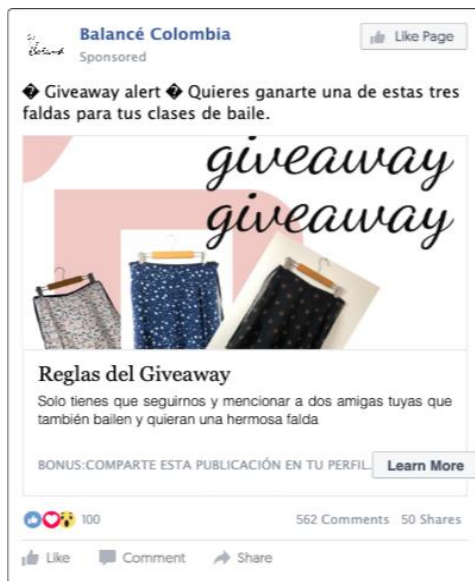 Balancé Colombia
Like Page
Sponsored
� Giveaway alert � Quieres ganarte una de estas tres
faldas para tus clases de baile.
giveaway
giveaway
Reglas del Giveaway
Solo tienes que seguirnos y mencionar a dos amigas tuyas que
también bailen y quieran una hermosa falda
BONUS:COMPARTE ESTA PUBLICACIÓN EN TU PERFIL.
Learn More
100
562 Comments 50 Shares
Like Comment Share